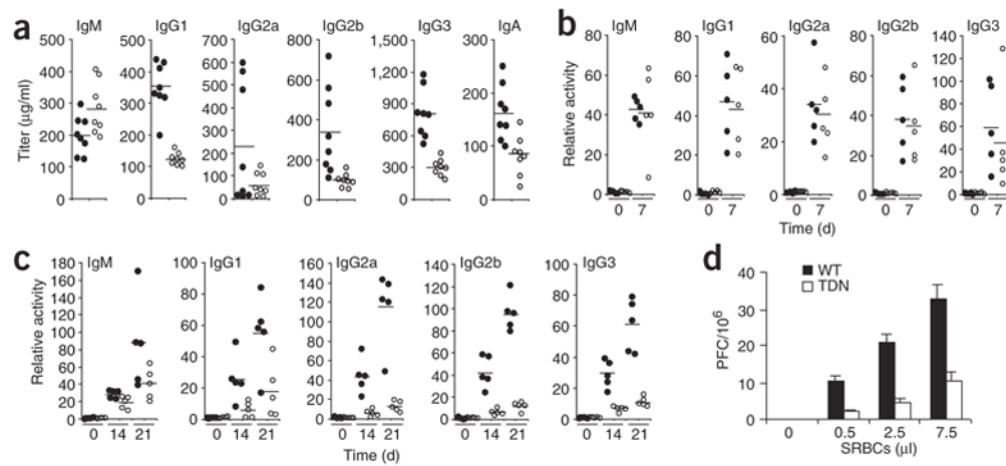 a
IgM IgG1 IgG2a IgG2b IgG3 IgA
Titer (µg/ml)
500 500 700 800 1,500 300
400 400 600 600 1,200 250
300 300 500 400 900 200
200 200 400 200 600 150
100 100 300 0 300 100
0 0 200 0 50
100 0
0
b
IgM IgG1 IgG2a IgG2b IgG3
Relative activity
80 80 60 80 140
60 60 40 60 120
40 40 20 40 100
20 20 0 20 80
0 0 0 60
40
20
0
0 7 0 7 0 7 0 7 0 7
Time (d)
c
IgM IgG1 IgG2a IgG2b IgG3
Relative activity
180 100 160 140 100
160 80 140 120 80
140 60 120 100 60
120 40 100 80 40
100 20 80 60 20
80 0 60 40 0
60 40 20
40 20 0
20 0
0
0 14 21 0 14 21 0 14 21 0 14 21 0 14 21
Time (d)
d
WT
TDN
PFC/10⁶
40
30
20
10
0
0 0.5 2.5 7.5
SRBCs (µl)